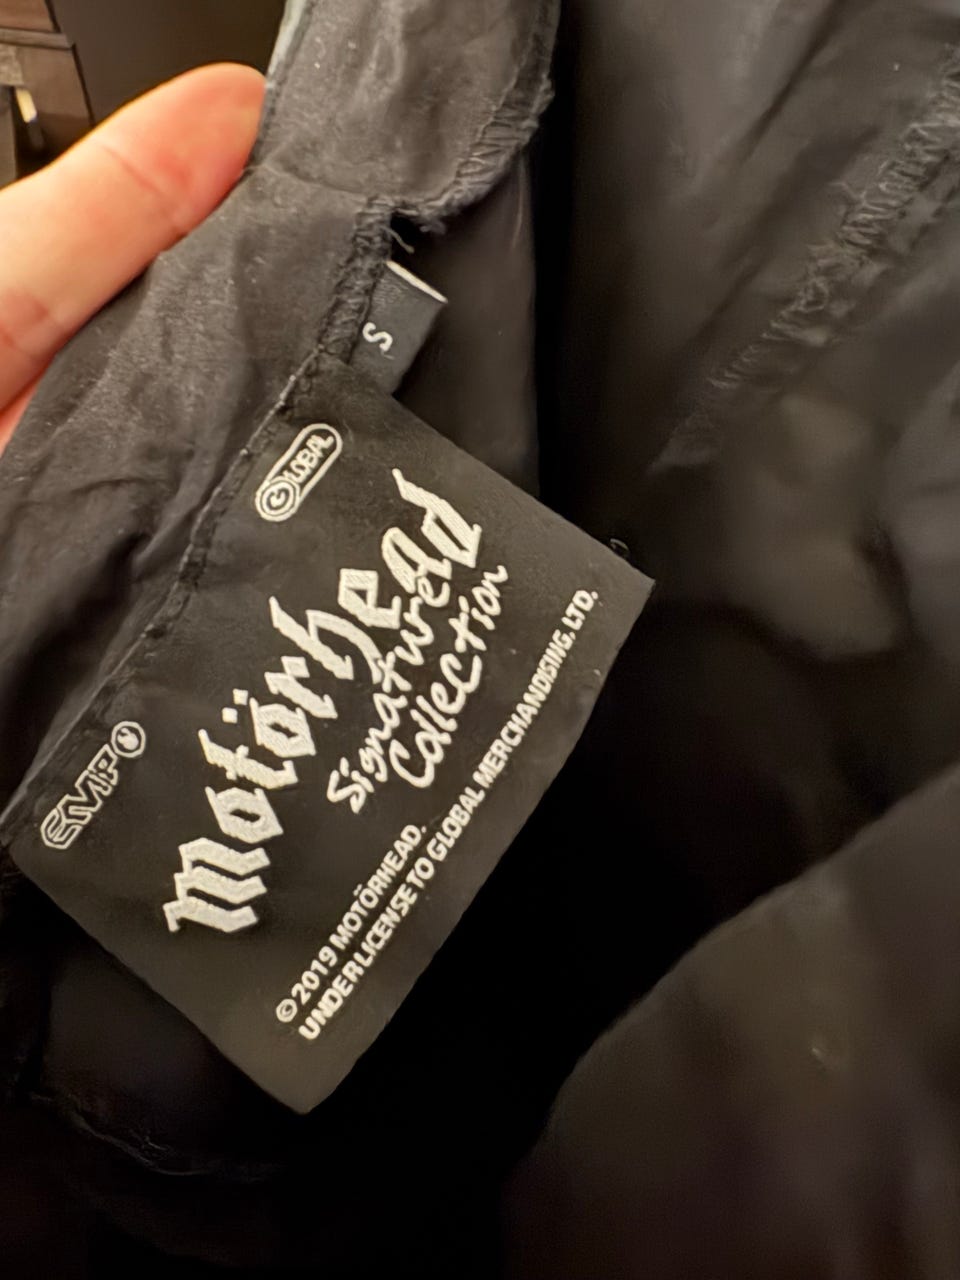 S
GLOBAL
EMP
Motörhead
Signature
Collection
©2019 MOTÖRHEAD.
UNDER LICENSE TO GLOBAL MERCHANDISING, LTD.